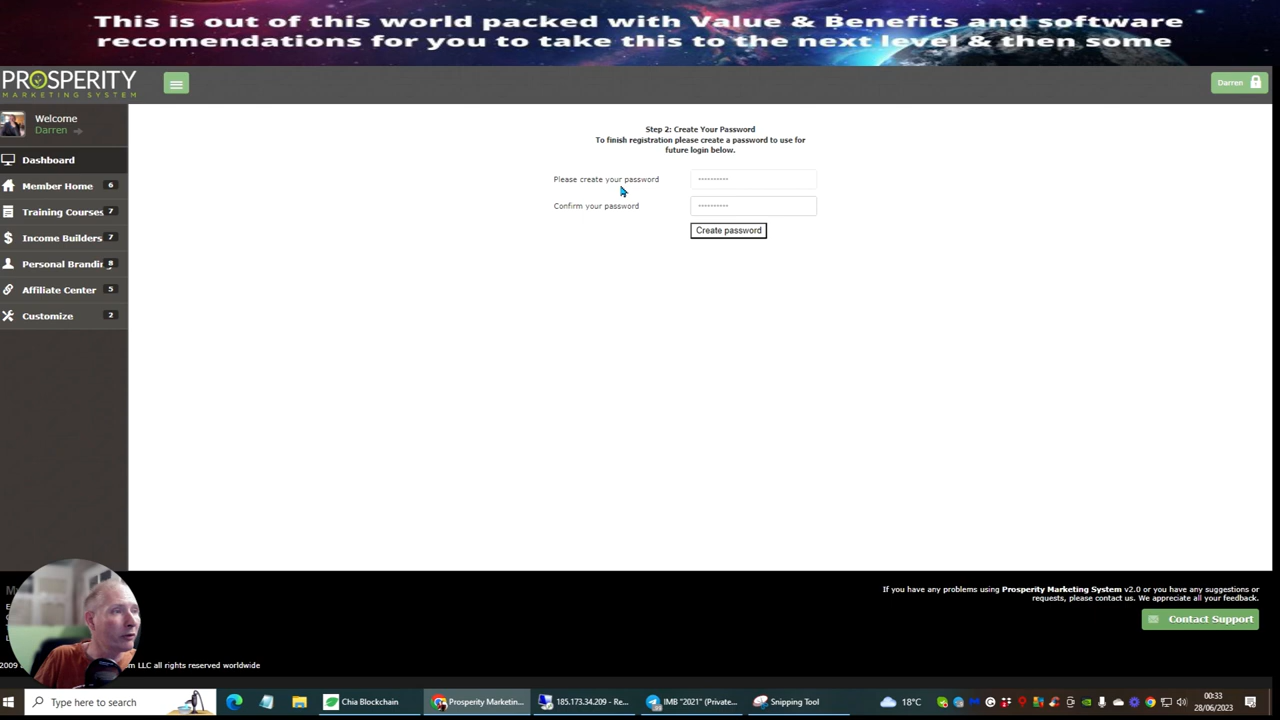 This is out of this world packed with Value & Benefits and software
recomendations for you to take this to the next level & then some
PROSPERITY
MARKETING SYSTEM
Darren
Welcome
Darren
Dashboard
Member Home 6
Training Courses 7
Income Builders 7
Personal Branding 8
Affiliate Center 5
Customize 2
Step 2: Create Your Password
To finish registration please create a password to use for
future login below.
Please create your password
Confirm your password
Create password
If you have any problems using Prosperity Marketing System v2.0 or you have any suggestions or
requests, please contact us. We appreciate all your feedback.
Contact Support
2009
LLC all rights reserved worldwide
Type here to search
Chia Blockchain
Prosperity Marketin...
185.173.34.209 - Re...
IMB "2021" (Private...
Snipping Tool
18°C
00:33
28/06/2023